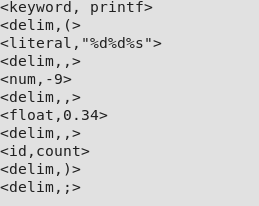 <keyword, printf>
<delim,(>
<literal,"%d%d%s">
<delim,,>
<num,-9>
<delim,,>
<float,0.34>
<delim,,>
<id,count>
<delim,)>
<delim,;>